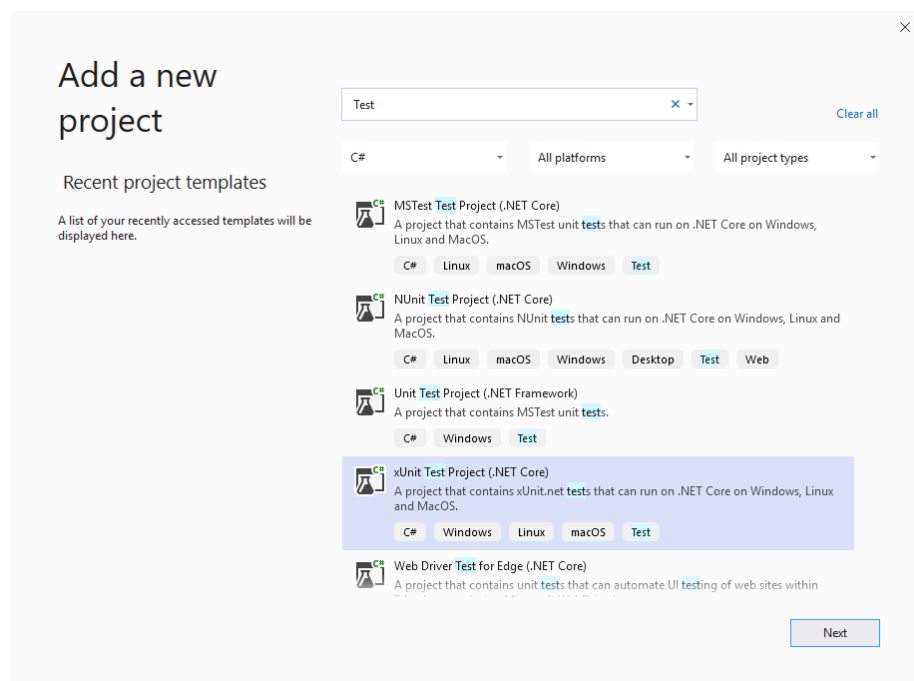 Add a new
project
Recent project templates
A list of your recently accessed templates will be
displayed here.
Test
Clear all
C#
All platforms
All project types
C#
MSTest Test Project (.NET Core)
A project that contains MSTest unit tests that can run on .NET Core on Windows,
Linux and MacOS.
C# Linux macOS Windows Test
C#
NUnit Test Project (.NET Core)
A project that contains NUnit tests that can run on .NET Core on Windows, Linux and
MacOS.
C# Linux macOS Windows Desktop Test Web
C#
Unit Test Project (.NET Framework)
A project that contains MSTest unit tests.
C# Windows Test
C#
xUnit Test Project (.NET Core)
A project that contains xUnit.net tests that can run on .NET Core on Windows, Linux
and MacOS.
C# Windows Linux macOS Test
C#
Web Driver Test for Edge (.NET Core)
A project that contains unit tests that can automate UI testing of web sites within
Next